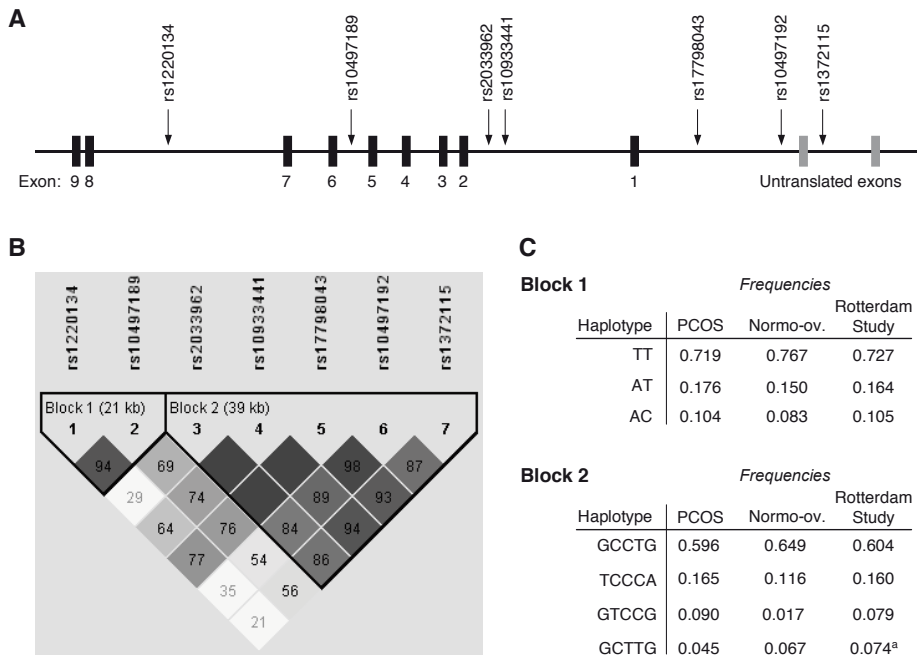 A
rs1220134
rs10497189
rs2033962
rs10933441
rs17798043
rs10497192
rs1372115
Exon: 9 8 7 6 5 4 3 2 1 Untranslated exons
B
rs1220134
rs10497189
rs2033962
rs10933441
rs17798043
rs10497192
rs1372115
Block 1 (21 kb) Block 2 (39 kb)
1 2 3 4 5 6 7
94 69 98 87
29 74 89 93
64 76 84 94
77 54 86
35 56
21
C
Block 1 Frequencies
Haplotype PCOS Normo-ov. Rotterdam Study
TT 0.719 0.767 0.727
AT 0.176 0.150 0.164
AC 0.104 0.083 0.105
Block 2 Frequencies
Haplotype PCOS Normo-ov. Rotterdam Study
GCCTG 0.596 0.649 0.604
TCCCA 0.165 0.116 0.160
GTCCG 0.090 0.017 0.079
GCTTG 0.045 0.067 0.074a